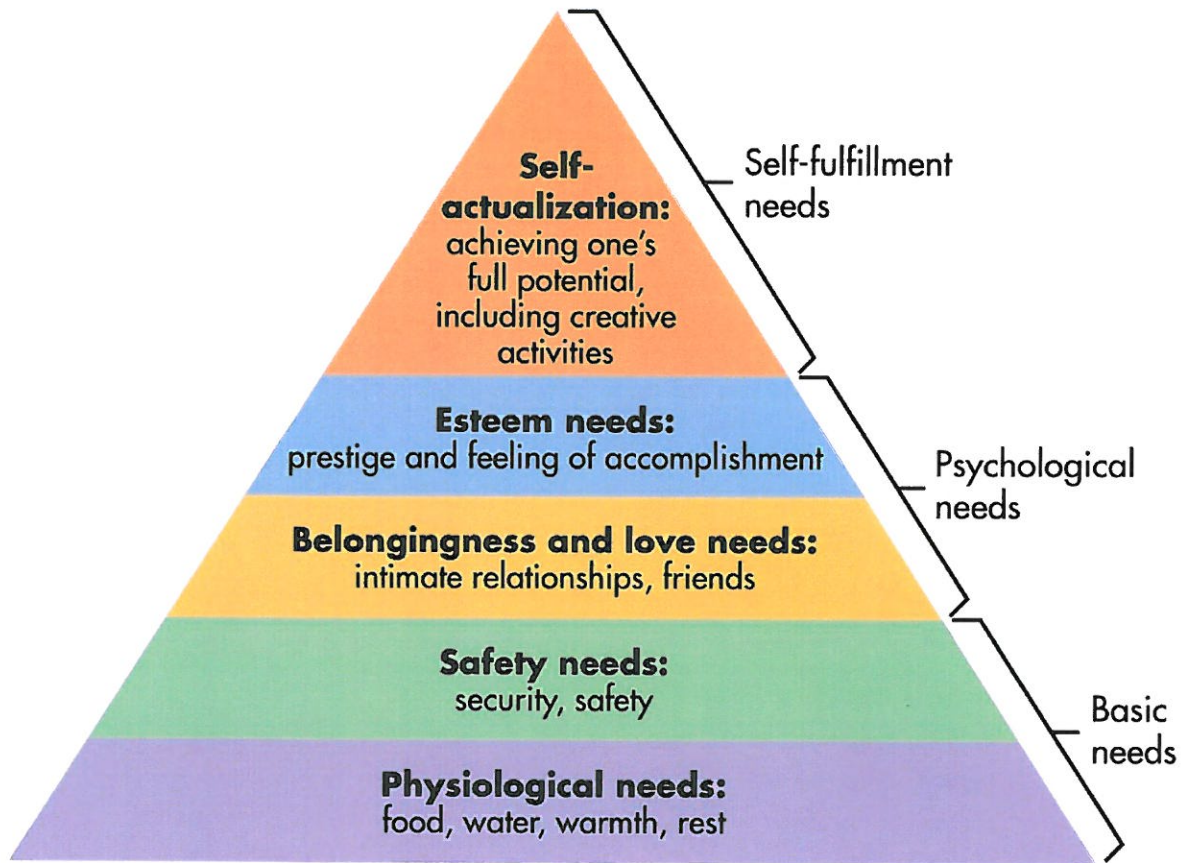 Self-
actualization:
achieving one's
full potential,
including creative
activities
Self-fulfillment
needs
Esteem needs:
prestige and feeling of accomplishment
Belongingness and love needs:
intimate relationships, friends
Psychological
needs
Safety needs:
security, safety
Physiological needs:
food, water, warmth, rest
Basic
needs